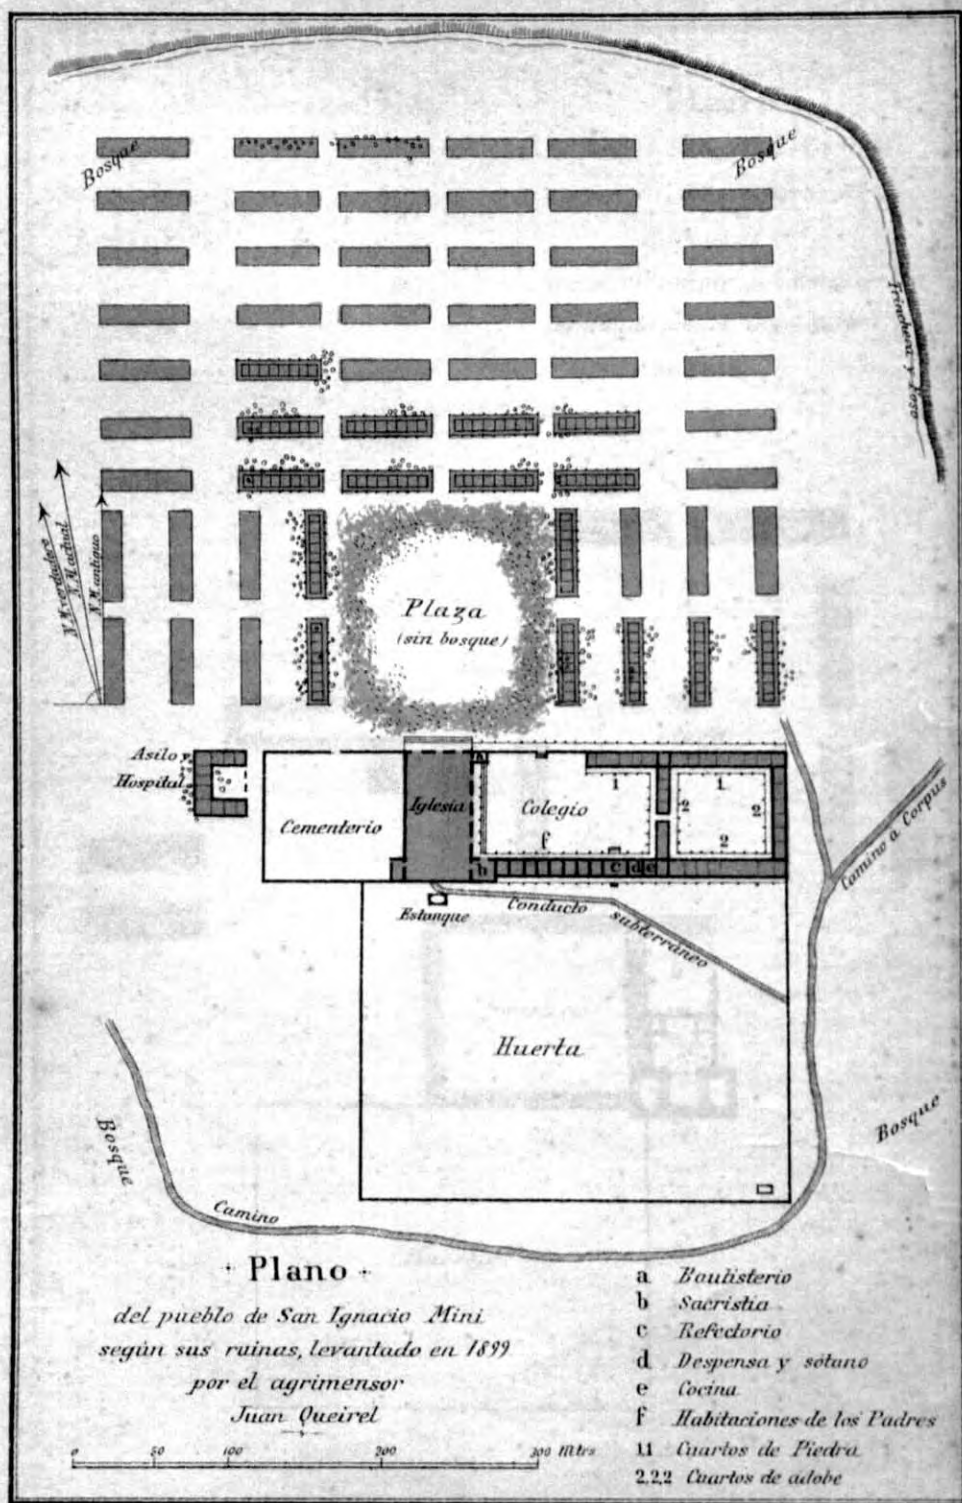 Bosque
Bosque
Trinchera y foso
N.M. verdadero
N.M. actual
N.M. antiguo
Plaza
(sin bosque)
Asilo y
Hospital
Cementerio
Iglesia
a
Colegio
f
1
2
1
2
2
b
c
d
e
Camino a Corpus
Estanque
Conducto subterráneo
Huerta
Bosque
Bosque
Camino
Plano
del pueblo de San Ignacio Mini
según sus ruinas, levantado en 1899
por el agrimensor
Juan Queirel
0 50 100 200 300 Mtrs
a Bautisterio
b Sacristia
c Refectorio
d Despensa y sótano
e Cocina
f Habitaciones de los Padres
1.1 Cuartos de Piedra
2.2.2 Cuartos de adobe